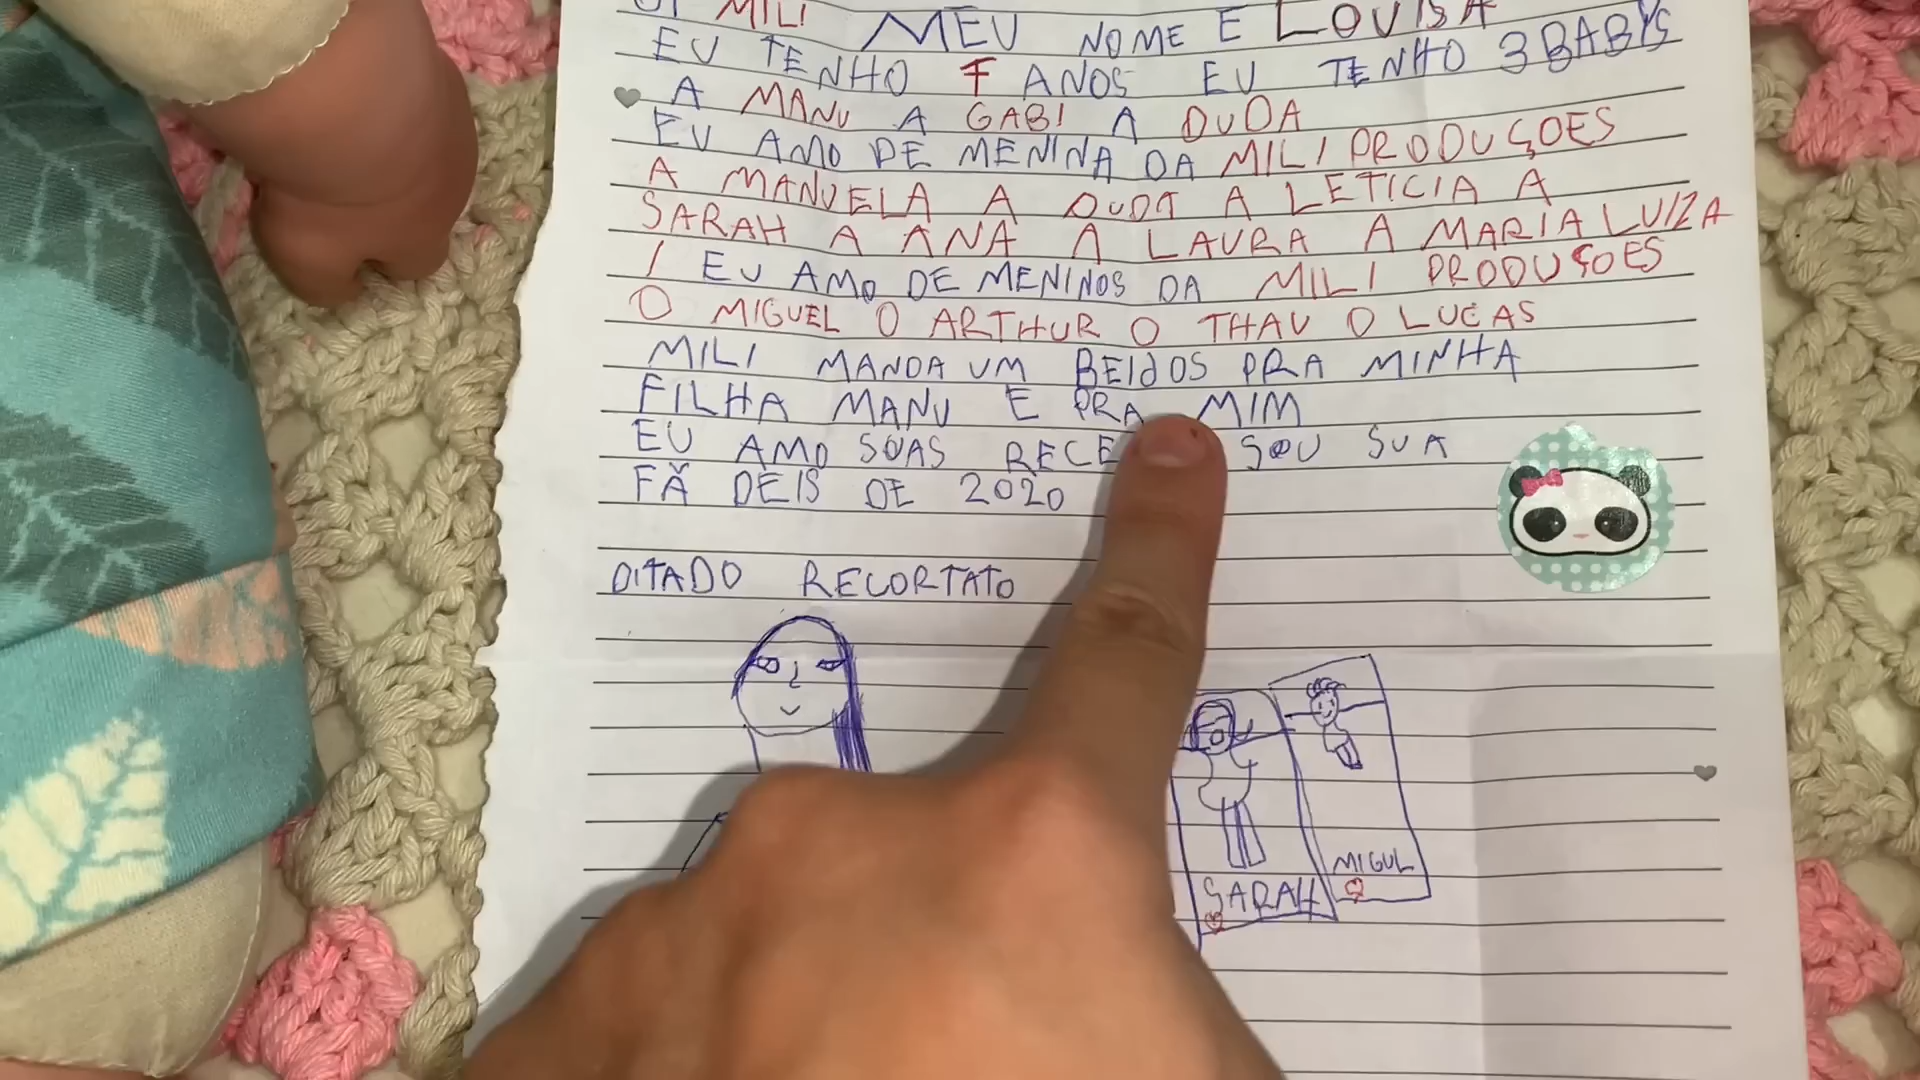 OI MILI MEU NOME E LOUISA
EU TENHO 7 ANOS EU TENHO 3 BABYS
A MANU A GABI A DUDA
EU AMO DE MENINA DA MILI PRODUÇOES
A MANUELA A DUDA A LETICIA A
SARAH A ANA A LAURA A MARIA LUIZA
I EU AMO DE MENINOS DA MILI PRODUÇOES
O MIGUEL O ARTHUR O THAU O LUCAS
MILI MANDA UM BEIJOS PRA MINHA
FILHA MANU E PRA MIM
EU AMO SUAS RECE SOU SUA
FÃ DEIS DE 2020
DITADO RECORTATO
SARAH
MIGUL